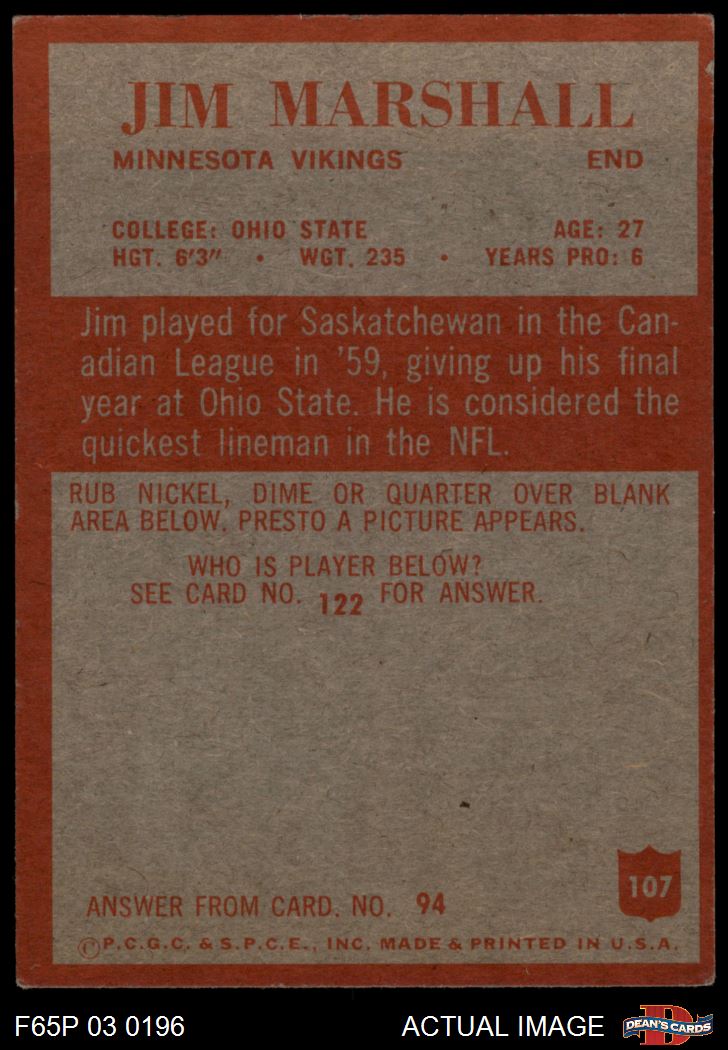 JIM MARSHALL
MINNESOTA VIKINGS END
COLLEGE: OHIO STATE AGE: 27
HGT. 6'3" • WGT. 235 • YEARS PRO: 6
Jim played for Saskatchewan in the Can-
adian League in '59, giving up his final
year at Ohio State. He is considered the
quickest lineman in the NFL.
RUB NICKEL, DIME OR QUARTER OVER BLANK
AREA BELOW. PRESTO A PICTURE APPEARS.
WHO IS PLAYER BELOW?
SEE CARD NO. 122 FOR ANSWER.
107
ANSWER FROM CARD. NO. 94
©P.C.G.C. & S.P.C.E., INC. MADE & PRINTED IN U.S.A.
F65P 03 0196 ACTUAL IMAGE
D
DEAN'S CARDS